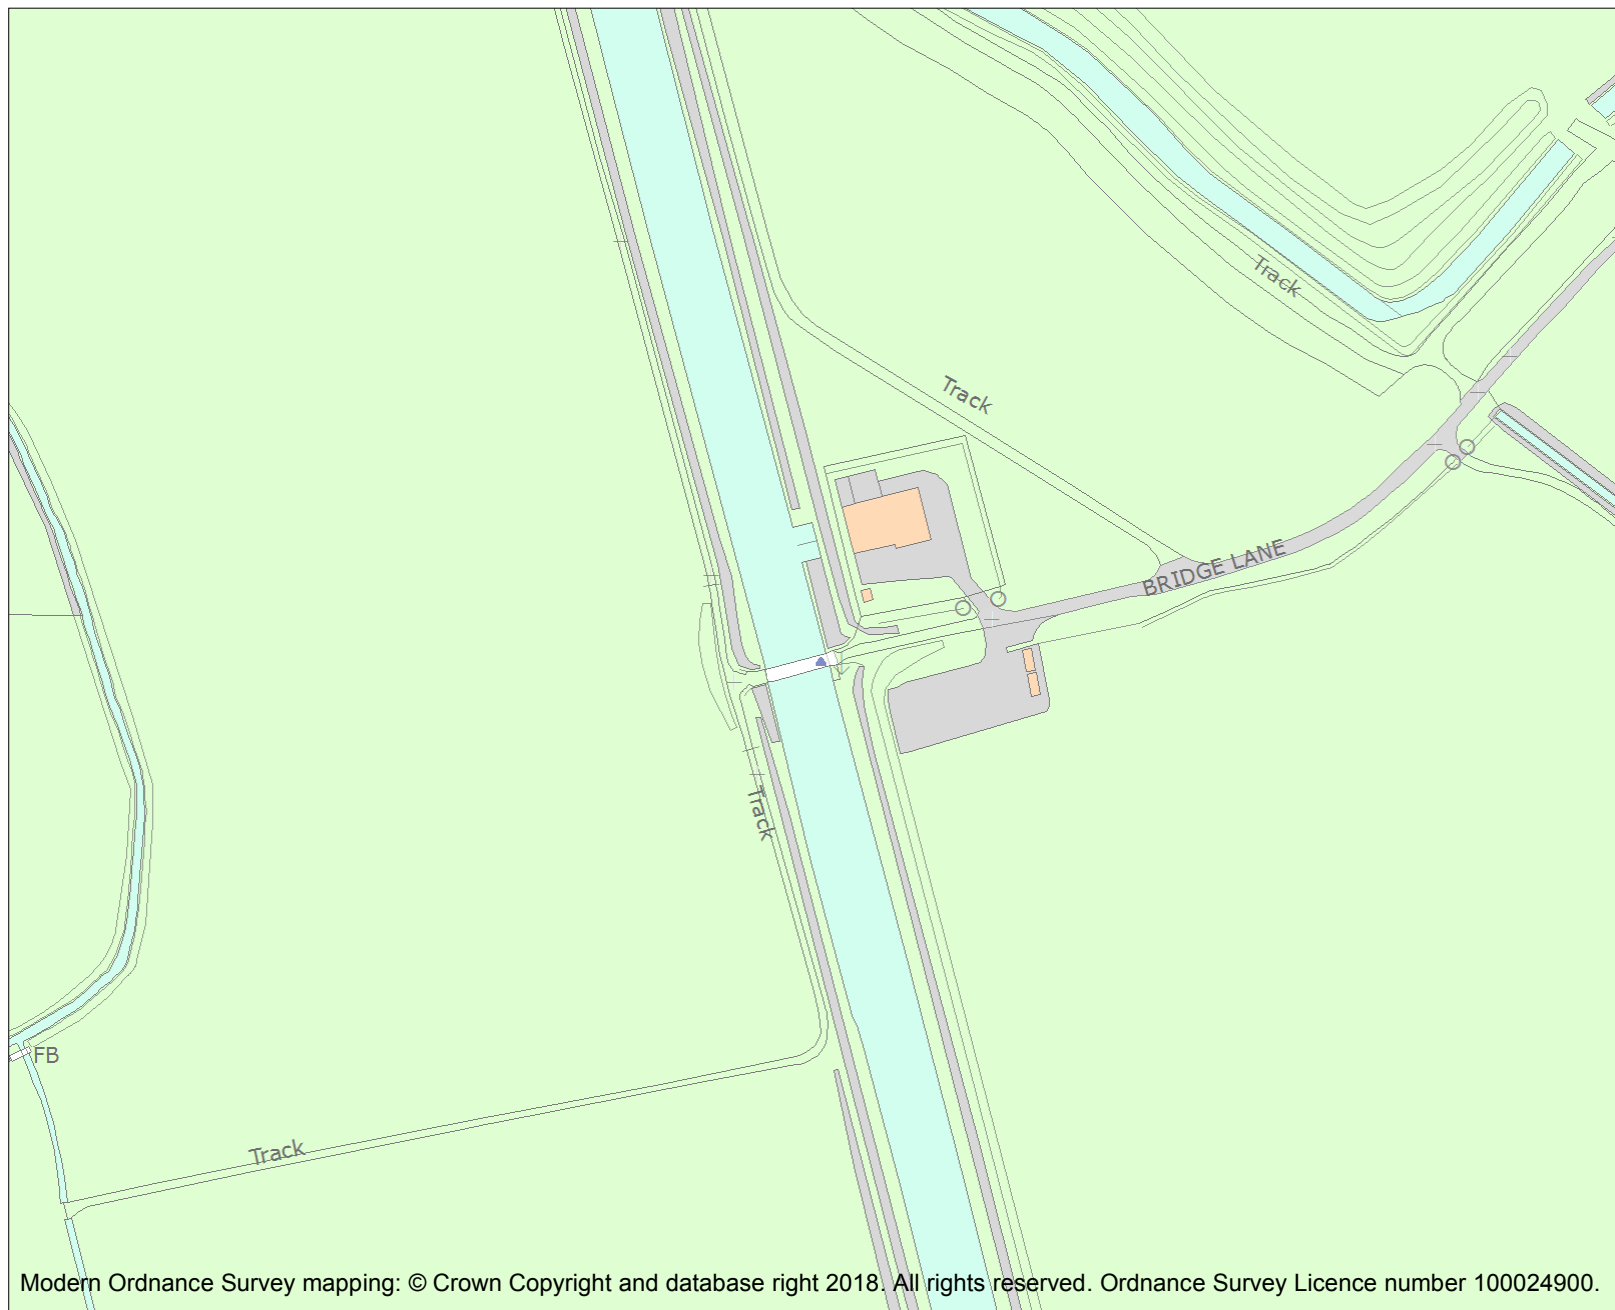 Track
Track
BRIDGE LANE
Track
FB
Track
Modern Ordnance Survey mapping: © Crown Copyright and database right 2018. All rights reserved. Ordnance Survey Licence number 100024900.